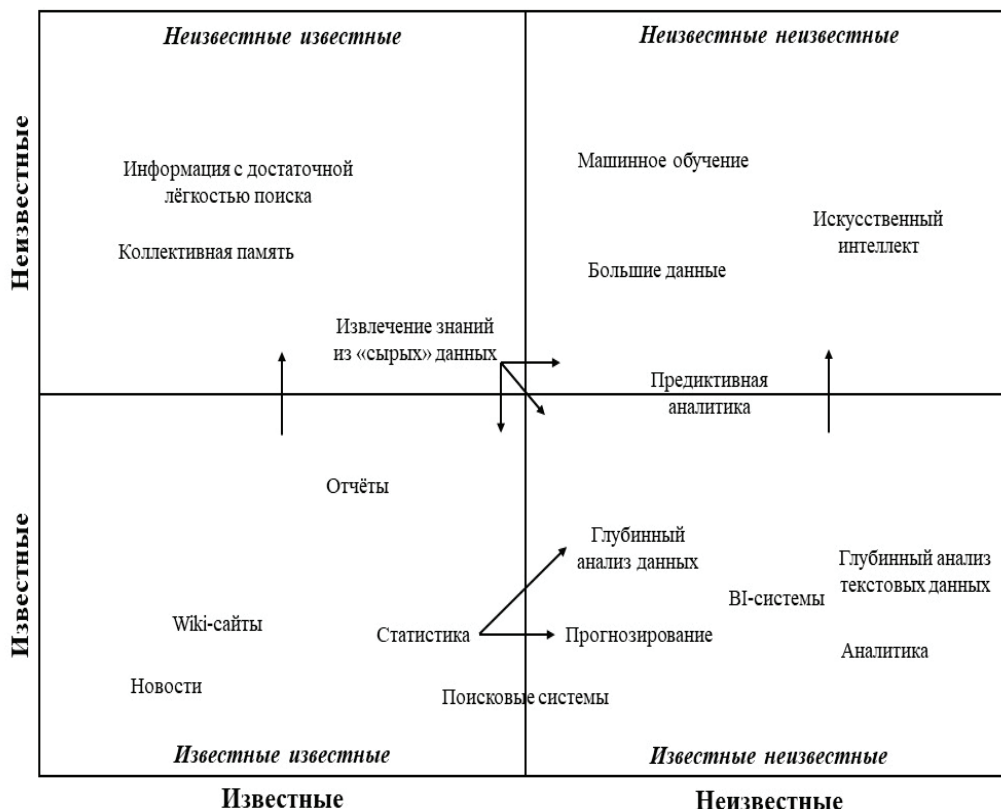 Неизвестные известные
Неизвестные неизвестные
Неизвестные
Информация с достаточной
лёгкостью поиска
Коллективная память
Машинное обучение
Искусственный
интеллект
Большие данные
Извлечение знаний
из «сырых» данных
Предиктивная
аналитика
Известные
Отчёты
Глубинный
анализ данных
Глубинный анализ
текстовых данных
BI-системы
Wiki-сайты
Статистика
Прогнозирование
Аналитика
Новости
Поисковые системы
Известные известные
Известные неизвестные
Известные
Неизвестные